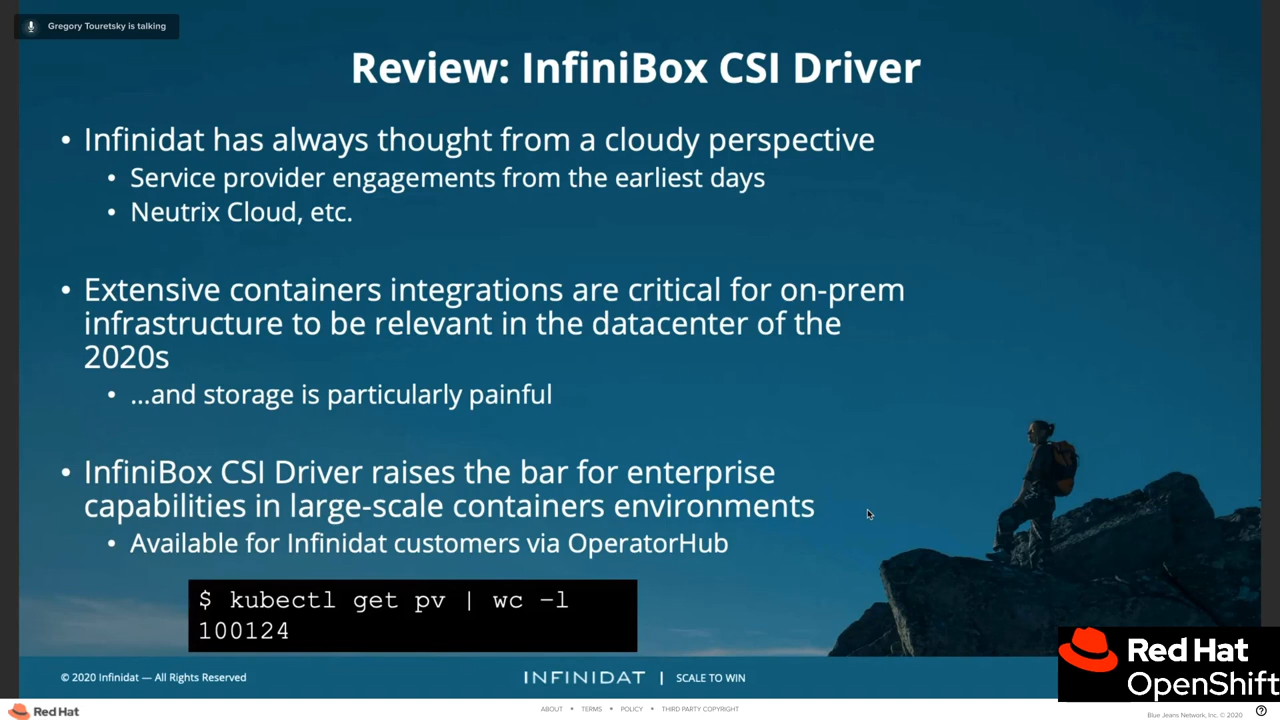 Gregory Touretsky is talking
Review: InfiniBox CSI Driver
• Infinidat has always thought from a cloudy perspective
• Service provider engagements from the earliest days
• Neutrix Cloud, etc.
• Extensive containers integrations are critical for on-prem
infrastructure to be relevant in the datacenter of the
2020s
• ...and storage is particularly painful
• InfiniBox CSI Driver raises the bar for enterprise
capabilities in large-scale containers environments
• Available for Infinidat customers via OperatorHub
$ kubectl get pv | wc -l
100124
© 2020 Infinidat — All Rights Reserved
INFINIDAT | SCALE TO WIN
Red Hat
OpenShift
Red Hat
ABOUT • TERMS • POLICY • THIRD PARTY COPYRIGHT
Blue Jeans Network, Inc. © 2020